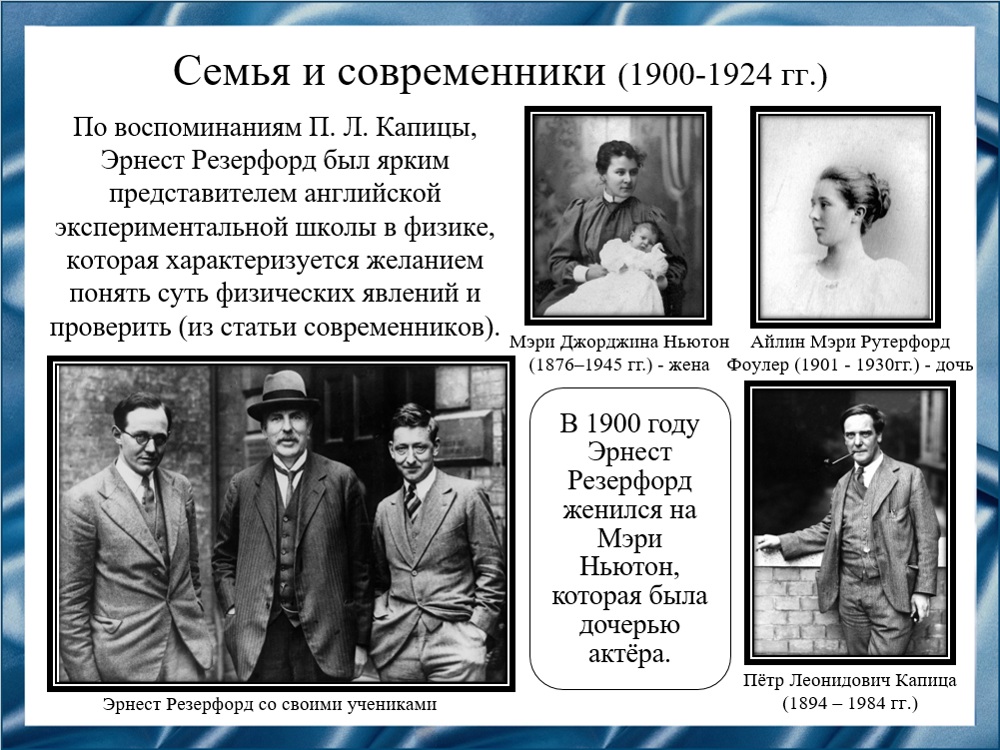 Семья и современники (1900-1924 гг.)
По воспоминаниям П. Л. Капицы,
Эрнест Резерфорд был ярким
представителем английской
экспериментальной школы в физике,
которая характеризуется желанием
понять суть физических явлений и
проверить (из статьи современников).
Мэри Джорджина Ньютон
(1876–1945 гг.) - жена
Айлин Мэри Рутерфорд
Фоулер (1901 - 1930гг.) - дочь
Эрнест Резерфорд со своими учениками
В 1900 году
Эрнест
Резерфорд
женился на
Мэри
Ньютон,
которая была
дочерью
актёра.
Пётр Леонидович Капица
(1894 – 1984 гг.)